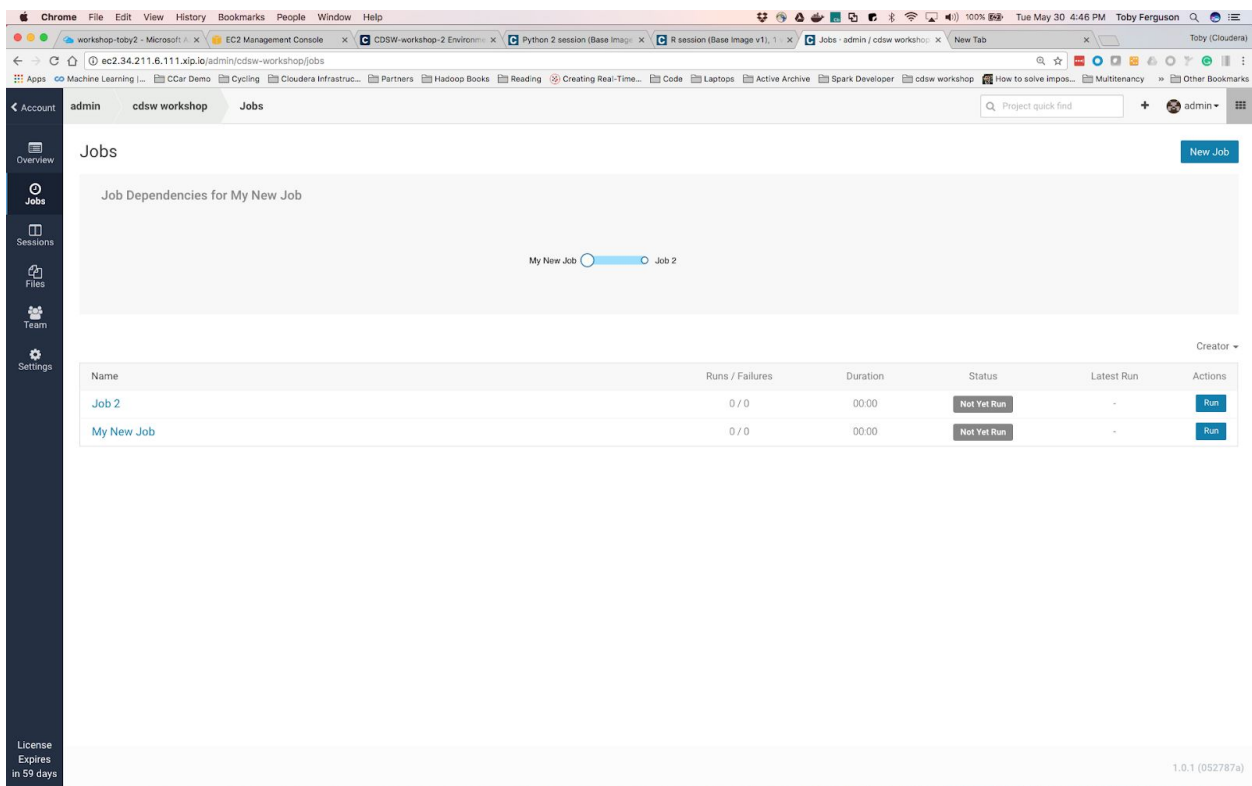 Chrome File Edit View History Bookmarks People Window Help 100% Tue May 30 4:46 PM Toby Ferguson
workshop-toby2 - Microsoft A EC2 Management Console CDSW-workshop-2 Environme Python 2 session (Base Image R session (Base Image v1), 1 Jobs - admin / cdsw workshop New Tab Toby (Cloudera)
ec2.34.211.6.111.xip.io/admin/cdsw-workshop/jobs
Apps Machine Learning |... CCar Demo Cycling Cloudera Infrastruc... Partners Hadoop Books Reading Creating Real-Time... Code Laptops Active Archive Spark Developer cdsw workshop How to solve impos... Multitenancy » Other Bookmarks
Account admin cdsw workshop Jobs Project quick find + admin
Overview
Jobs
Sessions
Files
Team
Settings
Jobs New Job
Job Dependencies for My New Job
My New Job Job 2
Creator
Name Runs / Failures Duration Status Latest Run Actions
Job 2 0 / 0 00:00 Not Yet Run - Run
My New Job 0 / 0 00:00 Not Yet Run - Run
License
Expires
in 59 days
1.0.1 (052787a)